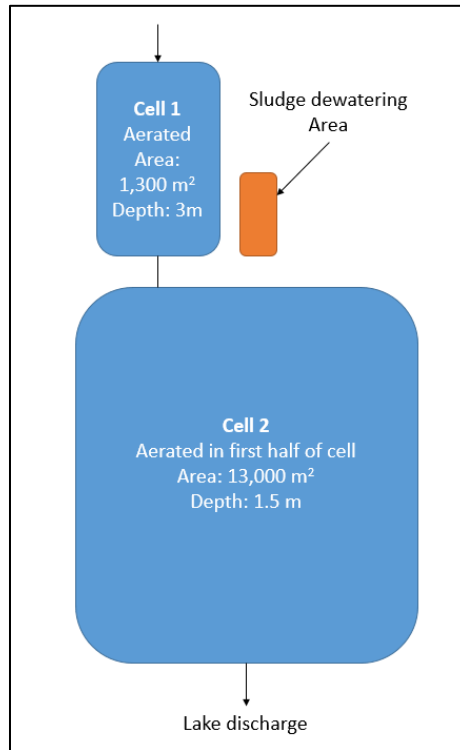 Cell 1
Aerated
Area:
1,300 m²
Depth: 3m
Sludge dewatering
Area
Cell 2
Aerated in first half of cell
Area: 13,000 m²
Depth: 1.5 m
Lake discharge